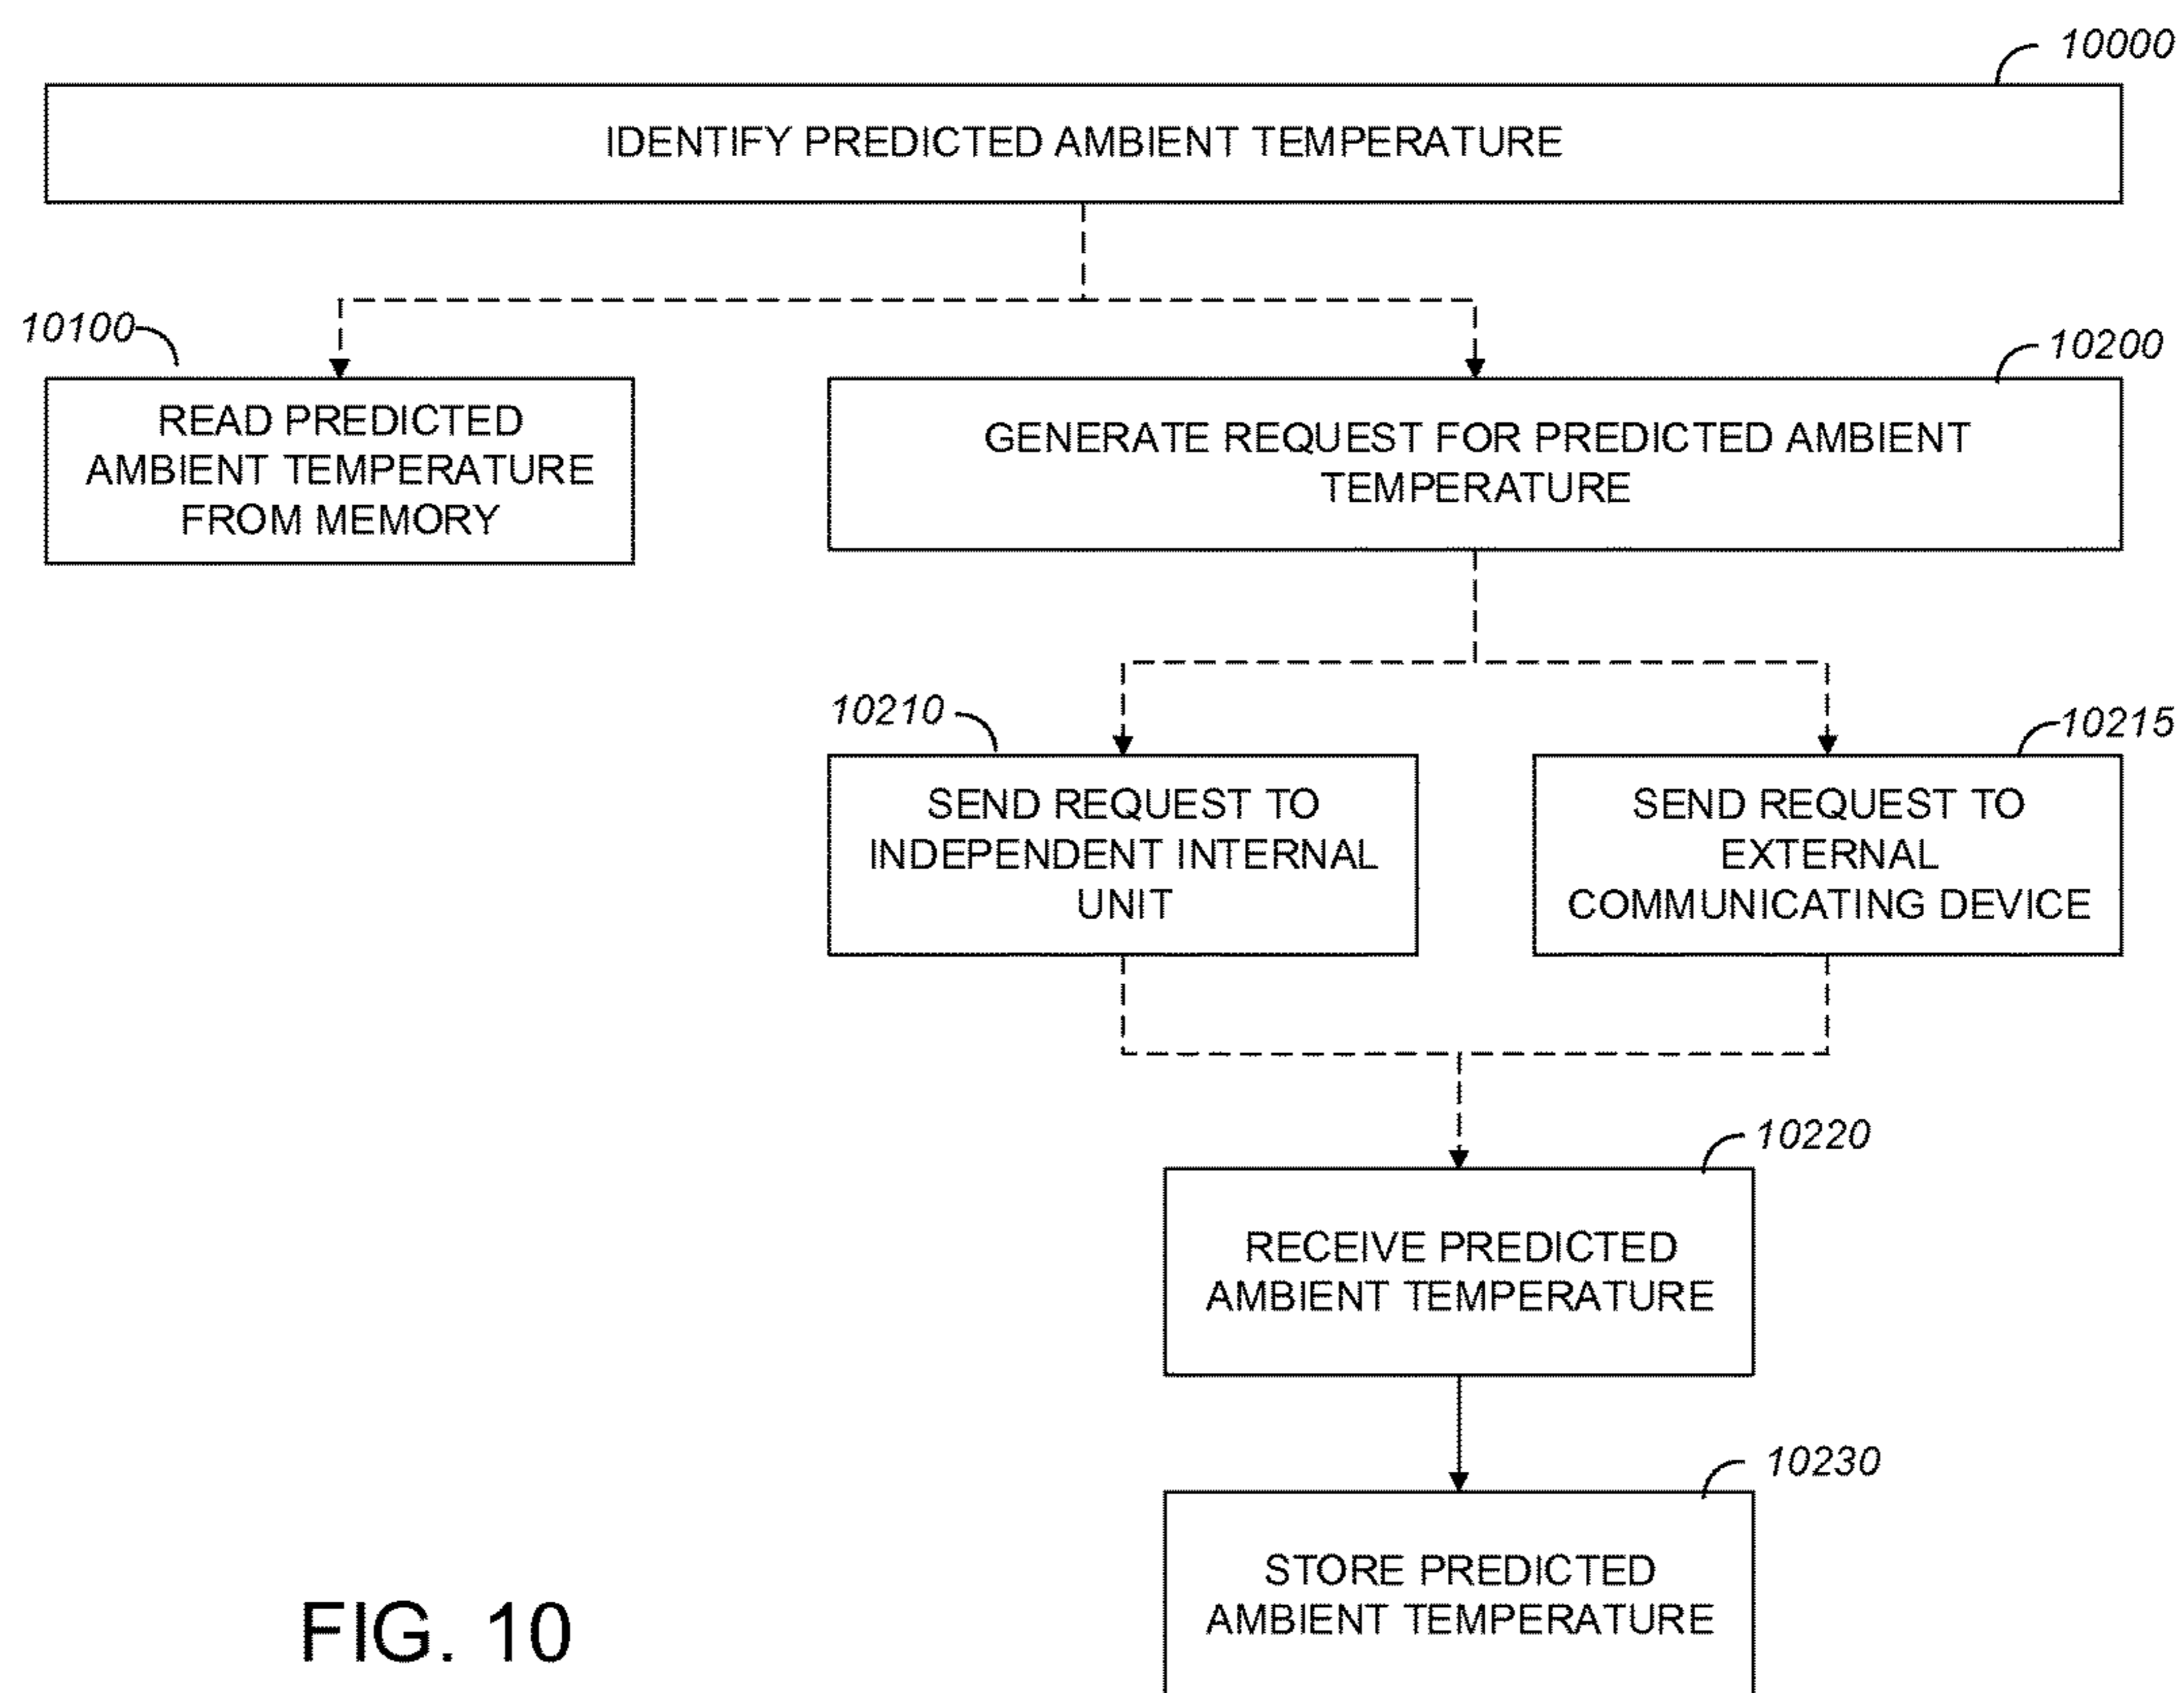 10000
IDENTIFY PREDICTED AMBIENT TEMPERATURE
10100
READ PREDICTED
AMBIENT TEMPERATURE
FROM MEMORY
10200
GENERATE REQUEST FOR PREDICTED AMBIENT
TEMPERATURE
10210
SEND REQUEST TO
INDEPENDENT INTERNAL
UNIT
10215
SEND REQUEST TO
EXTERNAL
COMMUNICATING DEVICE
10220
RECEIVE PREDICTED
AMBIENT TEMPERATURE
10230
STORE PREDICTED
AMBIENT TEMPERATURE
FIG. 10